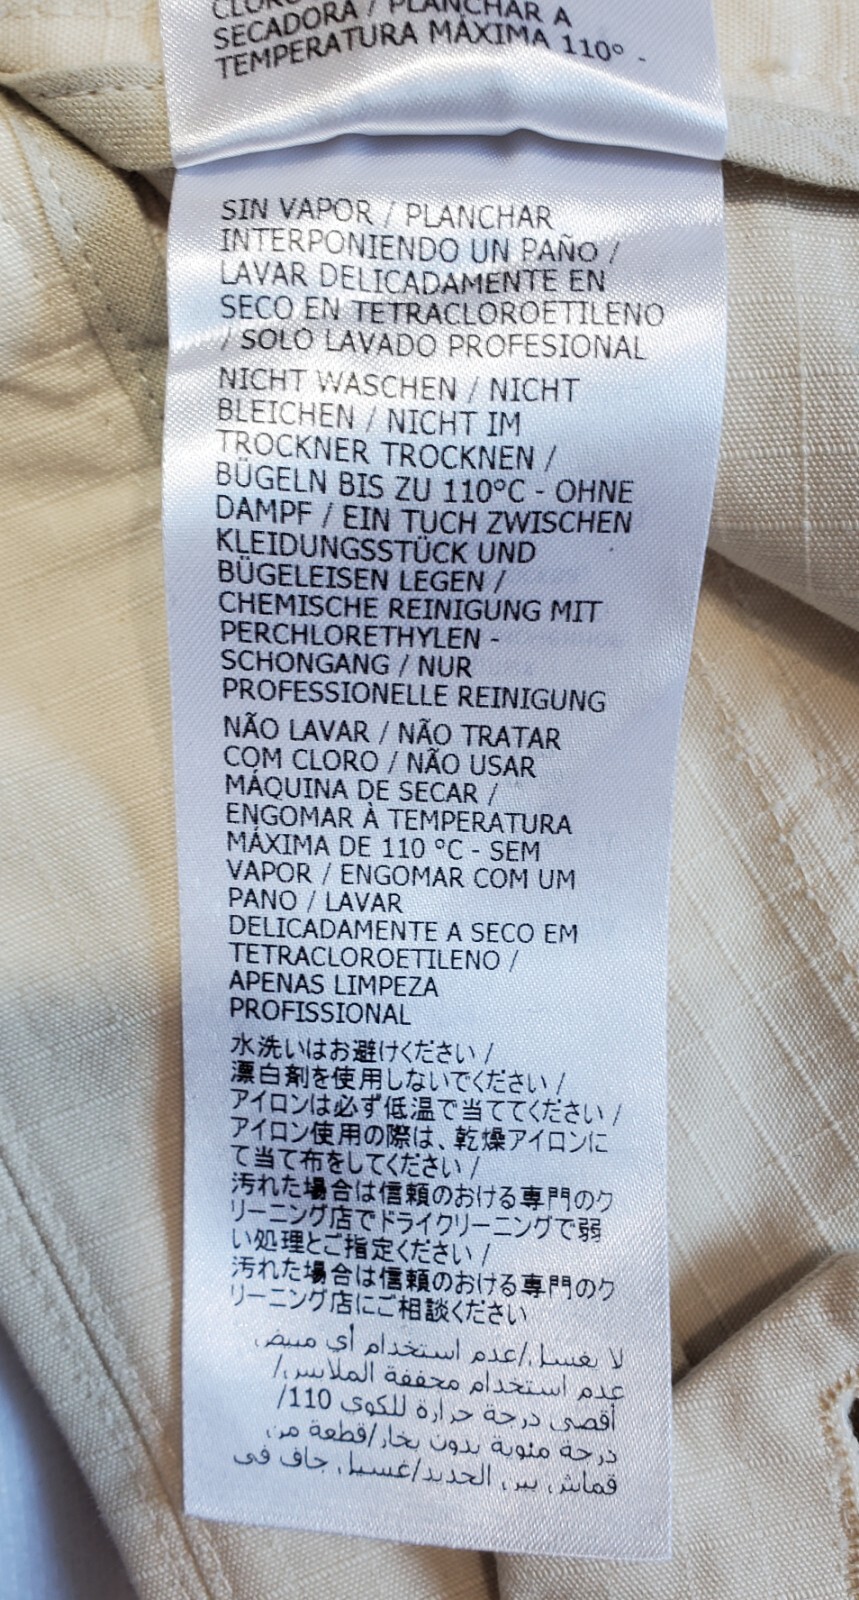 CLORO
SECADORA / PLANCHAR A
TEMPERATURA MÁXIMA 110° -
SIN VAPOR / PLANCHAR
INTERPONIENDO UN PAÑO /
LAVAR DELICADAMENTE EN
SECO EN TETRACLOROETILENO
/ SOLO LAVADO PROFESIONAL
NICHT WASCHEN / NICHT
BLEICHEN / NICHT IM
TROCKNER TROCKNEN /
BÜGELN BIS ZU 110°C - OHNE
DAMPF / EIN TUCH ZWISCHEN
KLEIDUNGSSTÜCK UND
BÜGELEISEN LEGEN /
CHEMISCHE REINIGUNG MIT
PERCHLORETHYLEN -
SCHONGANG / NUR
PROFESSIONELLE REINIGUNG
NÃO LAVAR / NÃO TRATAR
COM CLORO / NÃO USAR
MÁQUINA DE SECAR /
ENGOMAR À TEMPERATURA
MÁXIMA DE 110 °C - SEM
VAPOR / ENGOMAR COM UM
PANO / LAVAR
DELICADAMENTE A SECO EM
TETRACLOROETILENO /
APENAS LIMPEZA
PROFISSIONAL
水洗いはお避けください /
漂白剤を使用しないでください /
アイロンは必ず低温で当ててください /
アイロン使用の際は、乾燥アイロンに
て当て布をしてください /
汚れた場合は信頼のおける専門のク
リーニング店でドライクリーニングで弱
い処理とご指定ください /
汚れた場合は信頼のおける専門のク
リーニング店にご相談ください
لا يغسل/عدم استخدام أي مبيض
عدم استخدام مجففة الملابس/
أقصى درجة حرارة للكوي 110/
درجة مئوية بدون بخار/قطعة من
قماش بين الحديد/غسيل جاف في